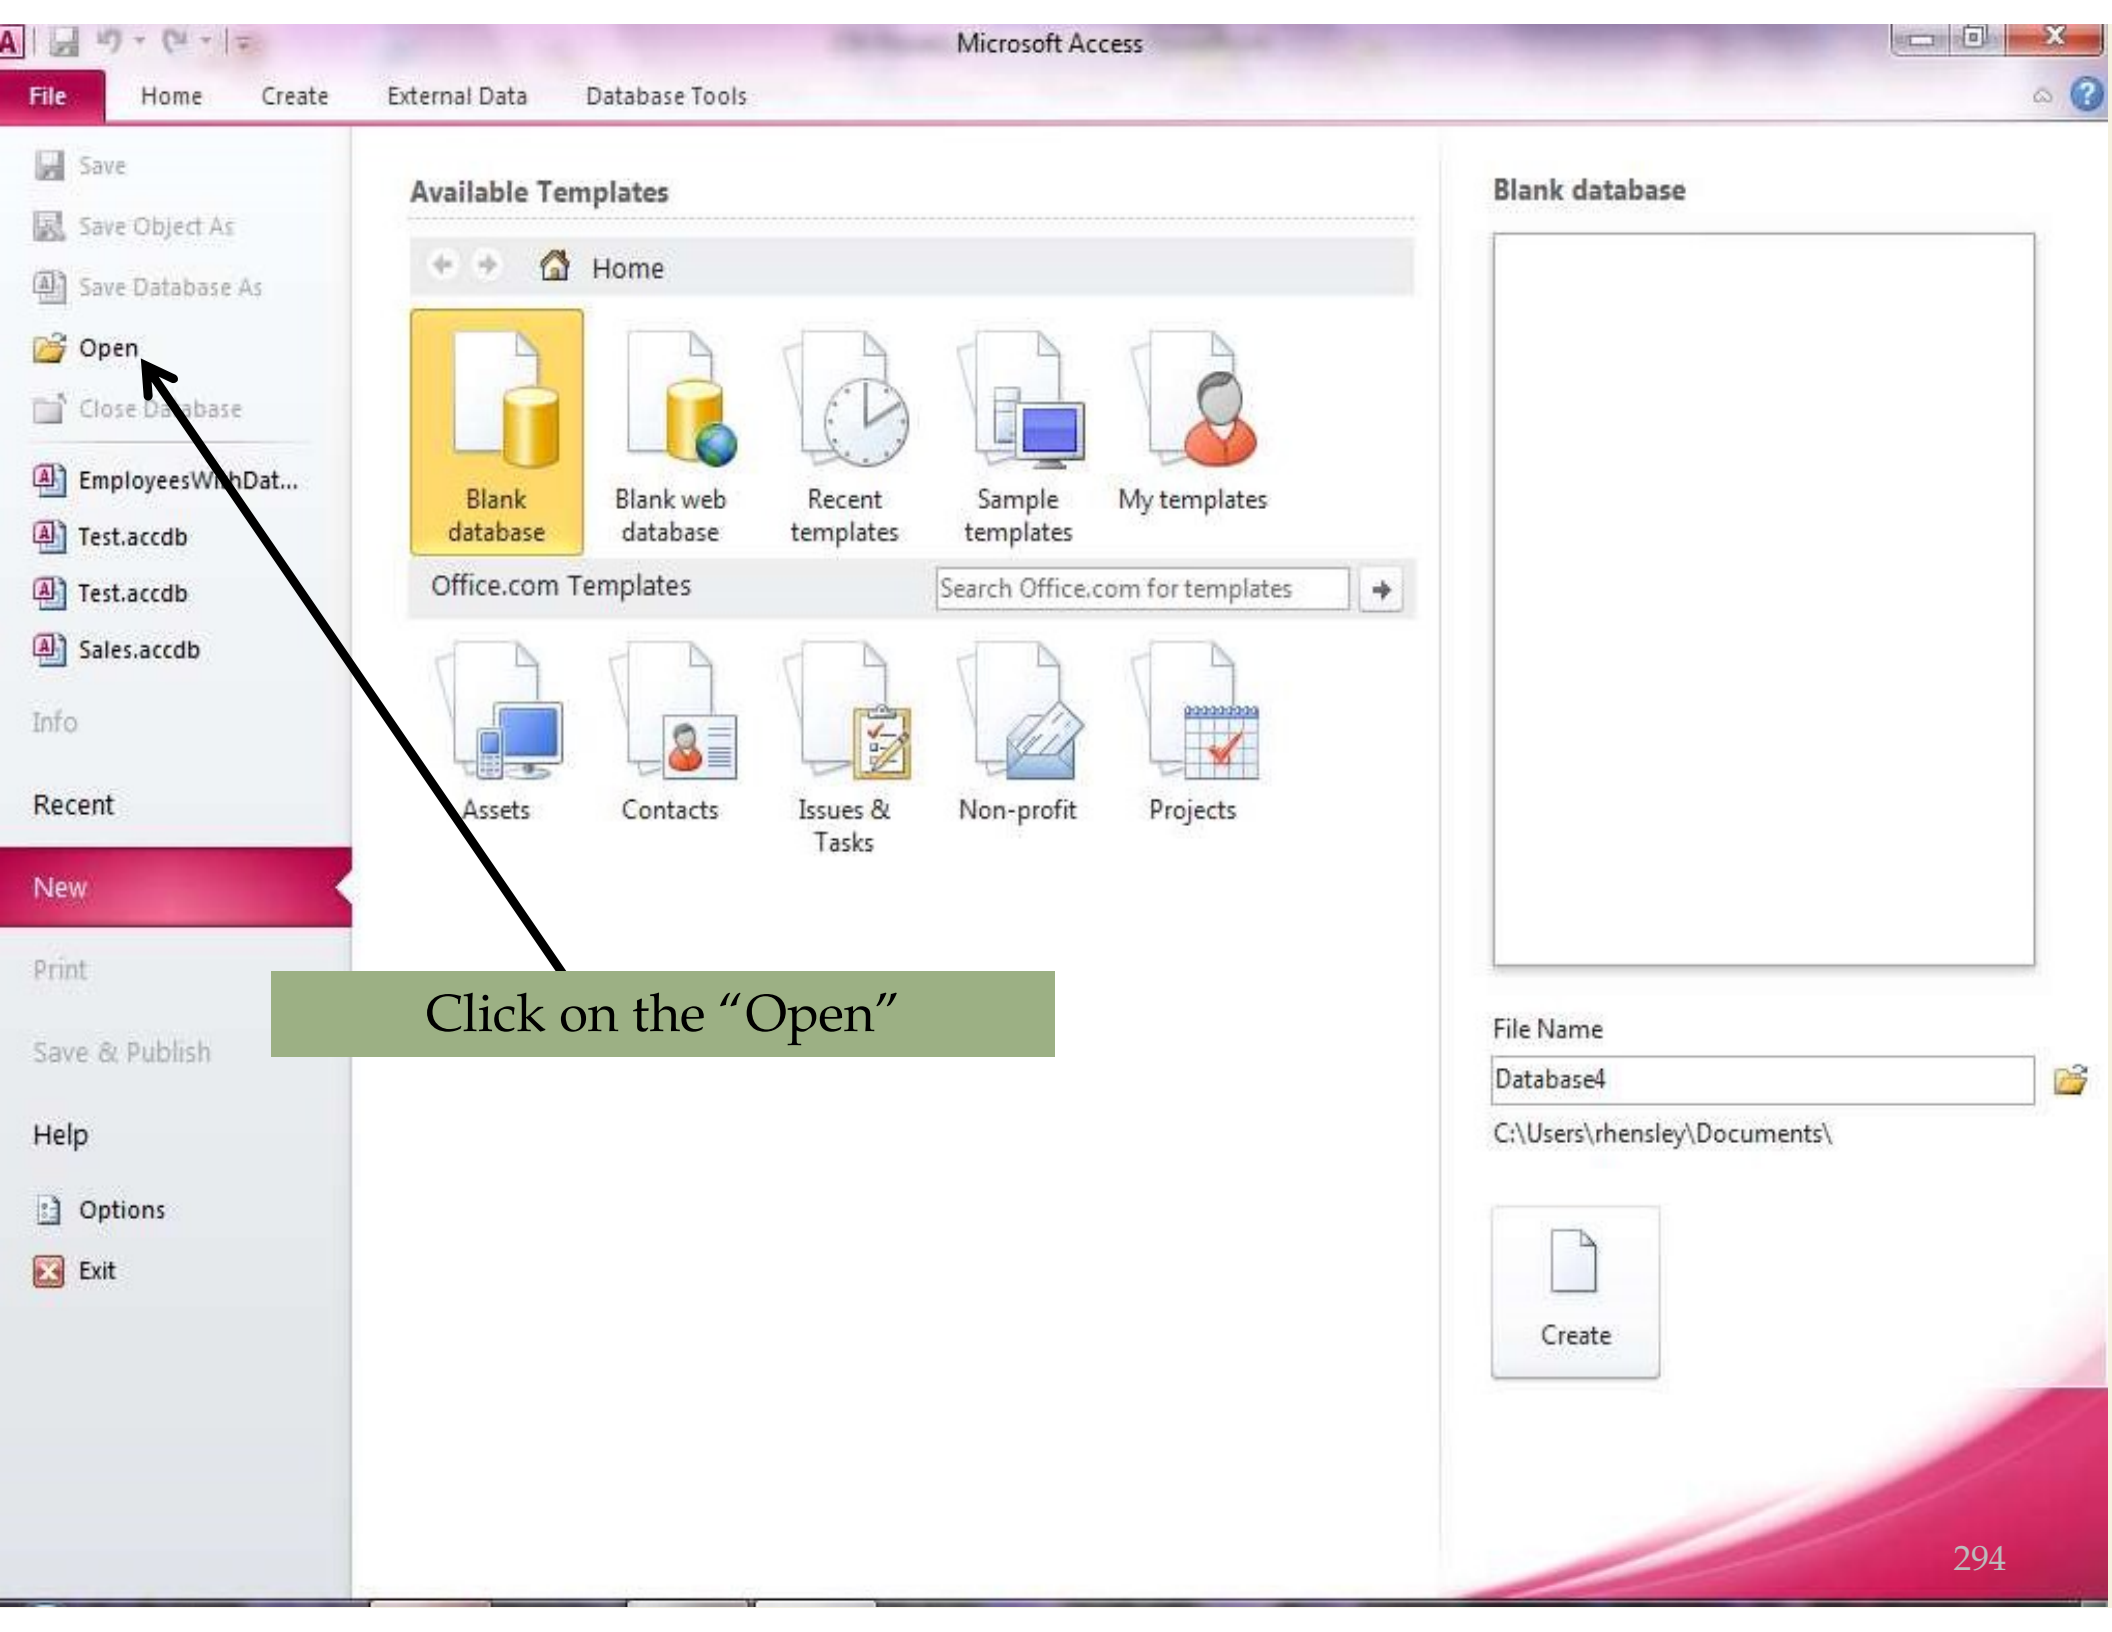 Microsoft Access
File Home Create External Data Database Tools
Save
Save Object As
Save Database As
Open
Close Database
EmployeesWithDat...
Test.accdb
Test.accdb
Sales.accdb
Info
Recent
New
Print
Save & Publish
Help
Options
Exit
Available Templates
Home
Blank database
Blank web database
Recent templates
Sample templates
My templates
Office.com Templates
Search Office.com for templates
Assets
Contacts
Issues & Tasks
Non-profit
Projects
Click on the “Open”
Blank database
File Name
Database4
C:\Users\rhensley\Documents\
Create
294